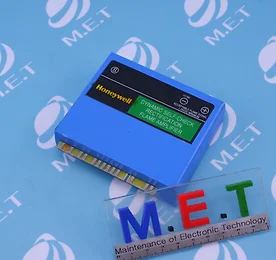 Honeywell
DYNAMIC SELF-CHECK
RECTIFICATION
FLAME AMPLIFIER
M.E.T
Maintenance of Electronic Technology
M.E.T
M.E.T
M.E.T